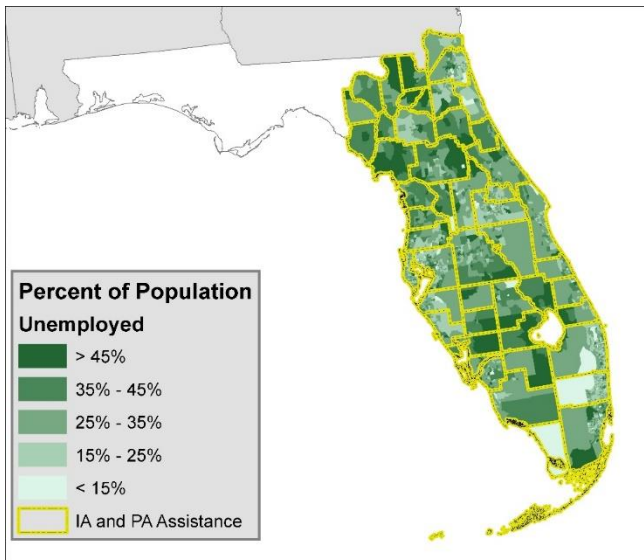 Percent of Population
Unemployed
> 45%
35% - 45%
25% - 35%
15% - 25%
< 15%
IA and PA Assistance